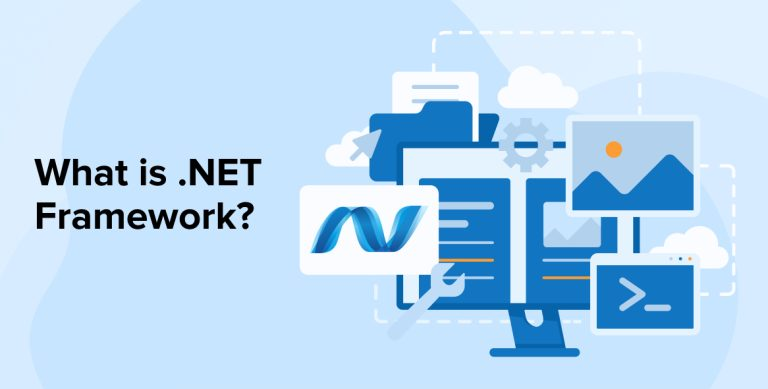 What is .NET
Framework?
>_